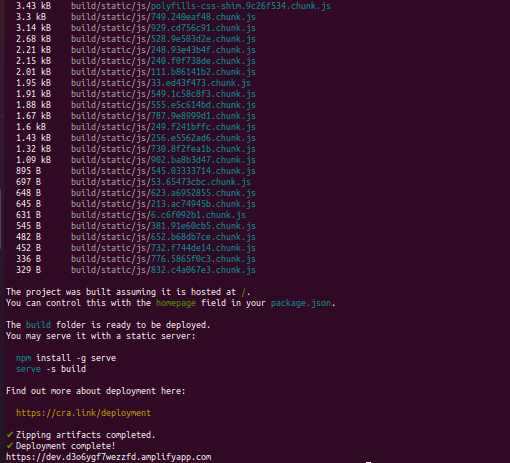 3.43 kB build/static/js/polyfills-css-shim.9c26f534.chunk.js
3.3 kB build/static/js/749.240eaf48.chunk.js
3.14 kB build/static/js/929.cd756c91.chunk.js
2.68 kB build/static/js/528.9e503d2e.chunk.js
2.21 kB build/static/js/248.93e43b4f.chunk.js
2.15 kB build/static/js/240.f0f738de.chunk.js
2.01 kB build/static/js/111.b86141b2.chunk.js
1.95 kB build/static/js/33.ed43f473.chunk.js
1.91 kB build/static/js/549.1c58c8f3.chunk.js
1.88 kB build/static/js/555.e5c614bd.chunk.js
1.67 kB build/static/js/787.9e8999d1.chunk.js
1.6 kB build/static/js/249.f241bffc.chunk.js
1.43 kB build/static/js/256.e5562ad6.chunk.js
1.32 kB build/static/js/730.8f2fea1b.chunk.js
1.09 kB build/static/js/902.ba8b3d47.chunk.js
895 B build/static/js/545.03333714.chunk.js
697 B build/static/js/53.65473cbc.chunk.js
648 B build/static/js/623.a6952855.chunk.js
645 B build/static/js/213.ac74945b.chunk.js
631 B build/static/js/6.c6f092b1.chunk.js
545 B build/static/js/381.91e60cb5.chunk.js
482 B build/static/js/652.b68db7ce.chunk.js
452 B build/static/js/732.f744de14.chunk.js
336 B build/static/js/776.5865f0c3.chunk.js
329 B build/static/js/832.c4a067e3.chunk.js
The project was built assuming it is hosted at /.
You can control this with the homepage field in your package.json.
The build folder is ready to be deployed.
You may serve it with a static server:
npm install -g serve
serve -s build
Find out more about deployment here:
https://cra.link/deployment
✔ Zipping artifacts completed.
✔ Deployment complete!
https://dev.d3o6ygf7wezzfd.amplifyapp.com